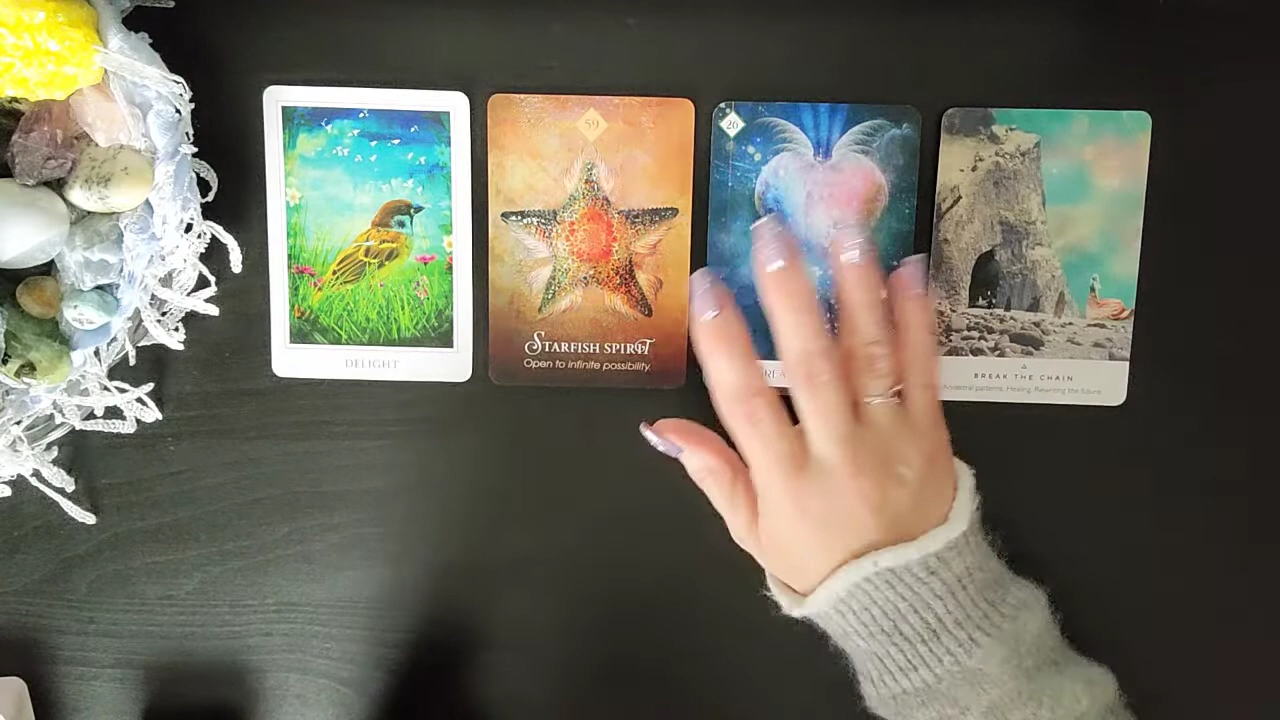 DELIGHT
59
STARFISH SPIRIT
Open to infinite possibility.
26
BREAK THE CHAIN
Ancestral patterns. Healing. Rewriting the future.